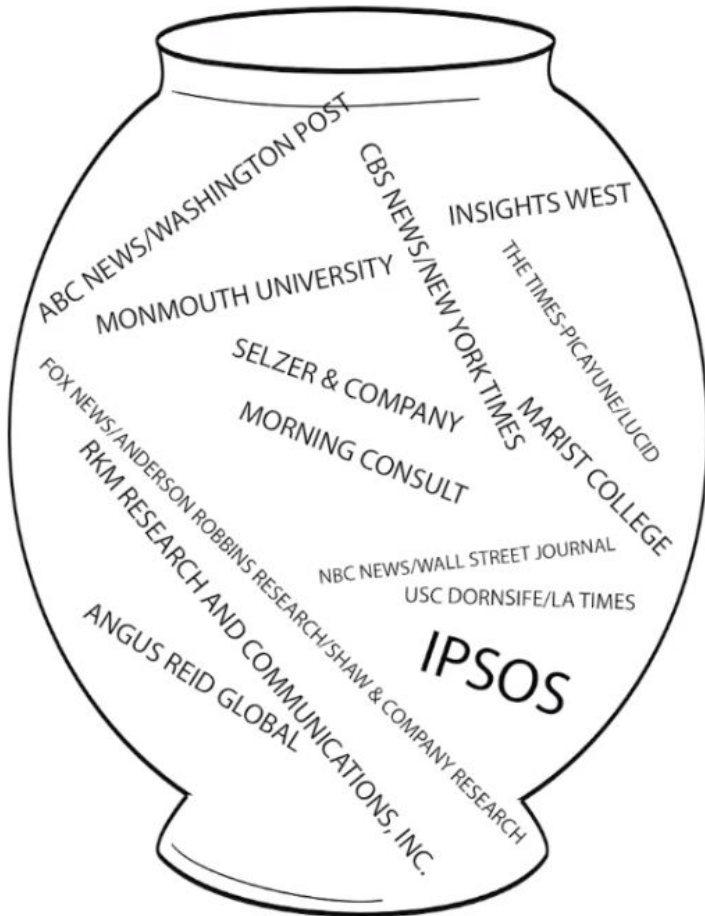 ABC NEWS/WASHINGTON POST
CBS NEWS/NEW YORK TIMES
INSIGHTS WEST
THE TIMES-PICAYUNE/LUCID
MONMOUTH UNIVERSITY
SELZER & COMPANY
MORNING CONSULT
MARIST COLLEGE
FOX NEWS/ANDERSON ROBBINS RESEARCH/SHAW & COMPANY RESEARCH
RKM RESEARCH AND COMMUNICATIONS, INC.
NBC NEWS/WALL STREET JOURNAL
USC DORNSIFE/LA TIMES
ANGUS REID GLOBAL
IPSOS